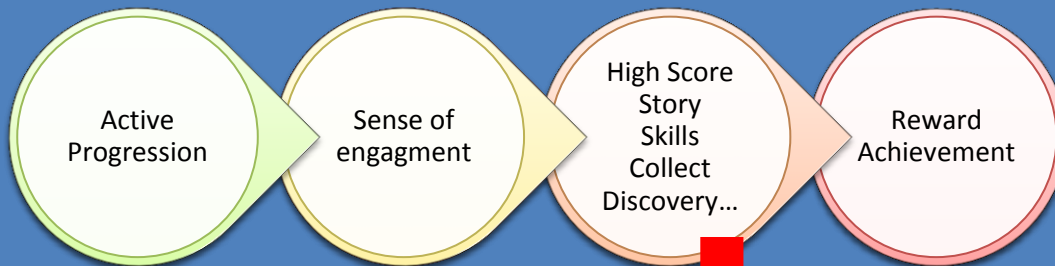 Active
Progression
Sense of
engagment
High Score
Story
Skills
Collect
Discovery…
Reward
Achievement